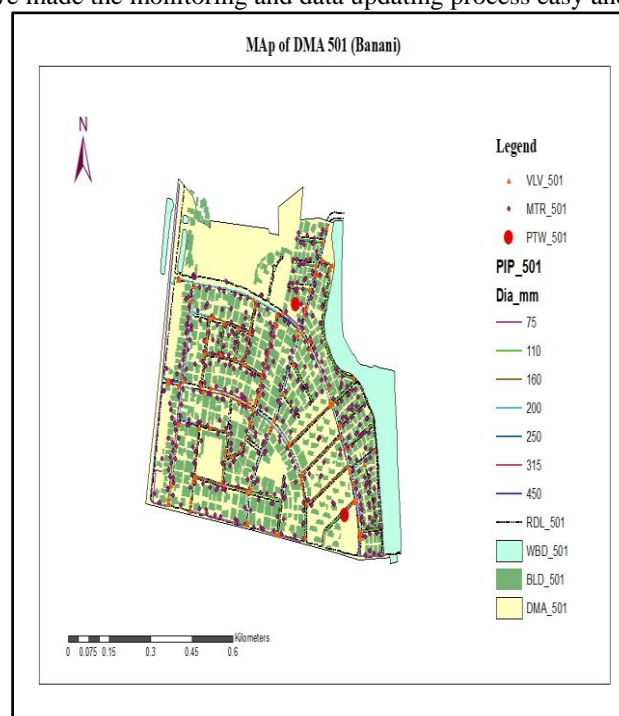 made the monitoring and data updating process easy and
MAp of DMA 501 (Banani)
N
Legend
VLV_501
MTR_501
PTW_501
PIP_501
Dia_mm
75
110
160
200
250
315
450
RDL_501
WBD_501
BLD_501
DMA_501
Kilometers
0 0.075 0.15 0.3 0.45 0.6